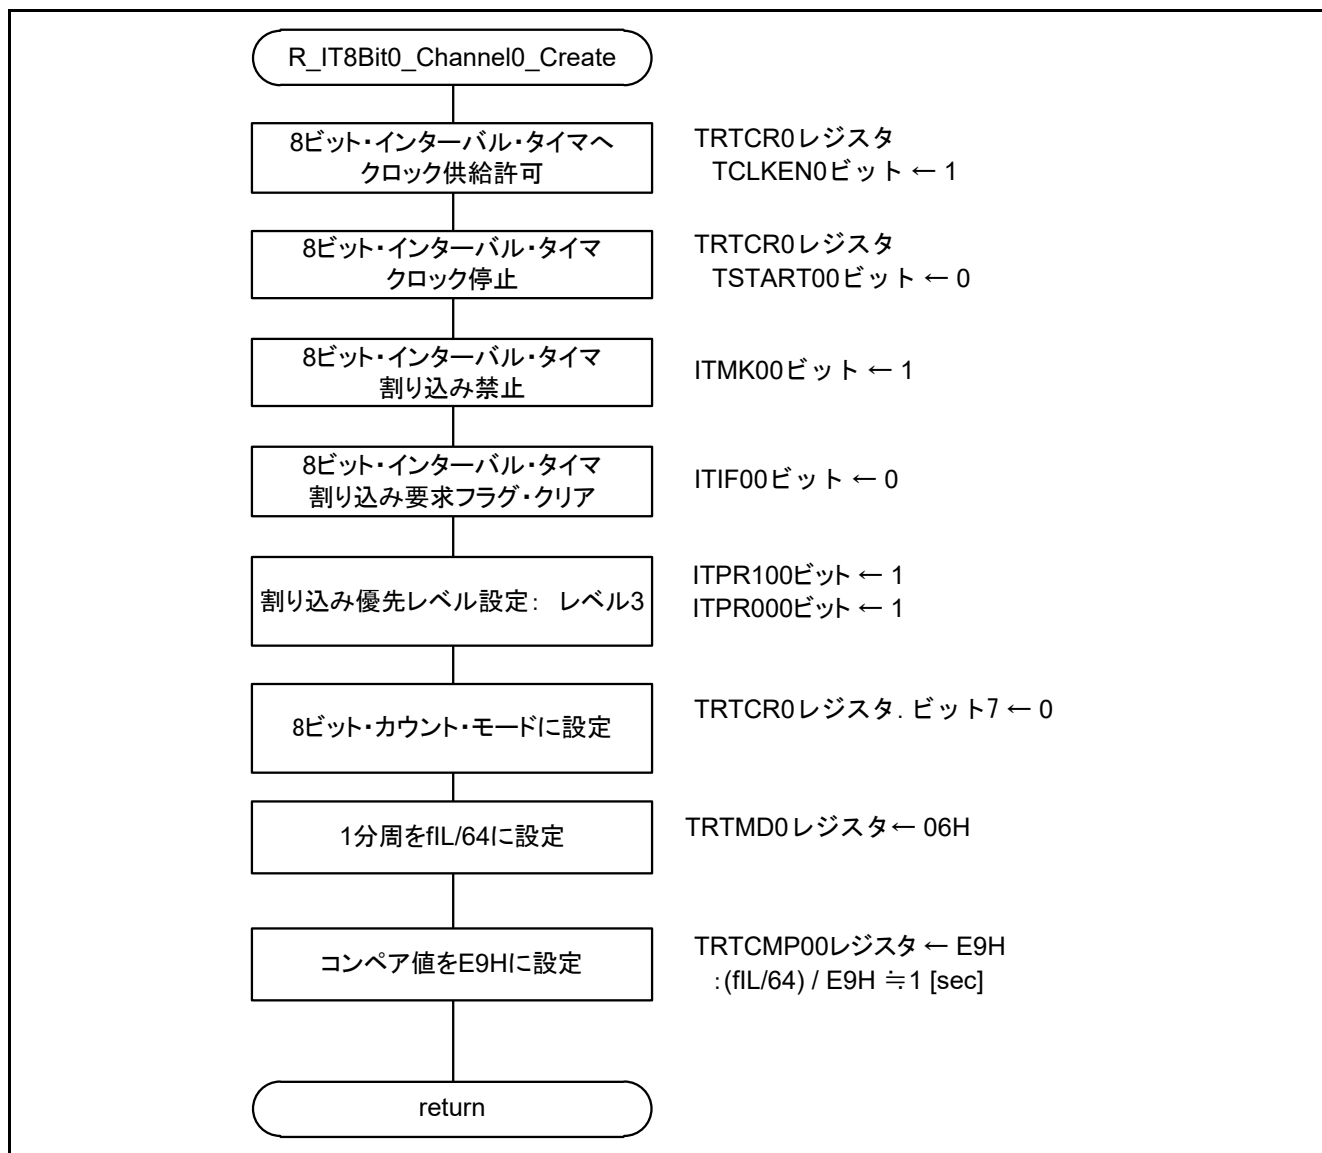 R_IT8Bit0_Channel0_Create
8ビット・インターバル・タイマへ
クロック供給許可
TRTCR0レジスタ
TCLKEN0ビット ← 1
8ビット・インターバル・タイマ
クロック停止
TRTCR0レジスタ
TSTART00ビット ← 0
8ビット・インターバル・タイマ
割り込み禁止
ITMK00ビット ← 1
8ビット・インターバル・タイマ
割り込み要求フラグ・クリア
ITIF00ビット ← 0
割り込み優先レベル設定： レベル3
ITPR100ビット ← 1
ITPR000ビット ← 1
8ビット・カウント・モードに設定
TRTCR0レジスタ. ビット7 ← 0
1分周をfIL/64に設定
TRTMD0レジスタ← 06H
コンペア値をE9Hに設定
TRTCMP00レジスタ ← E9H
:(fIL/64) / E9H ≒1 [sec]
return